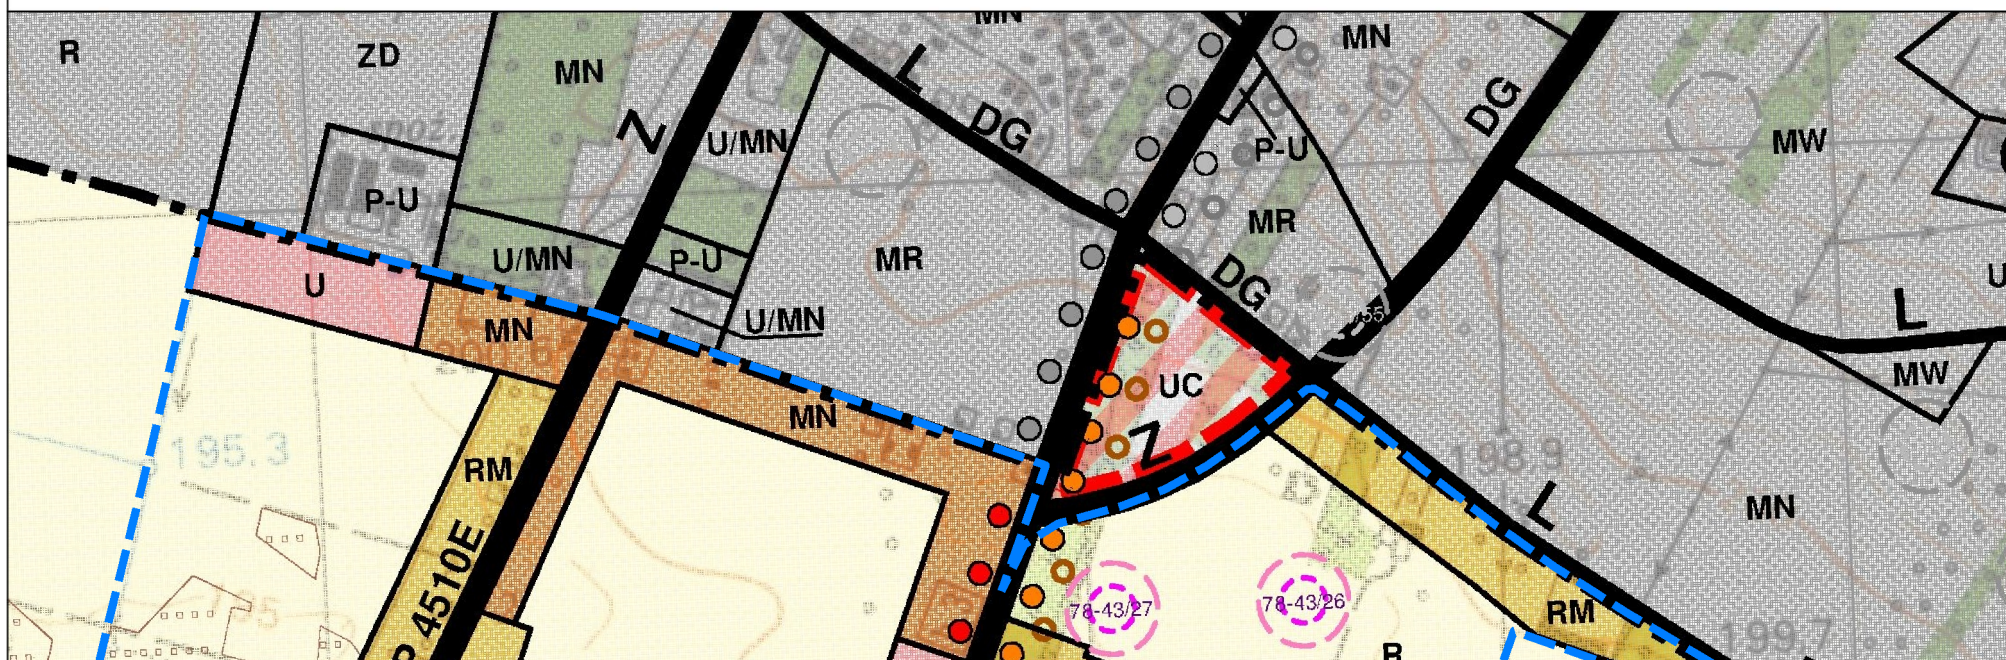 MN
R
ZD
MN
L
MN
DG
MW
Z
U/MN
DG
P-U
P-U
MR
U/MN
P-U
MR
DG
U
U
MN
U/MN
L
MW
UC
MN
Z
195.3
RM
198,9
L
MN
P 4510E
78-43/27
78-43/26
RM
199,7
R